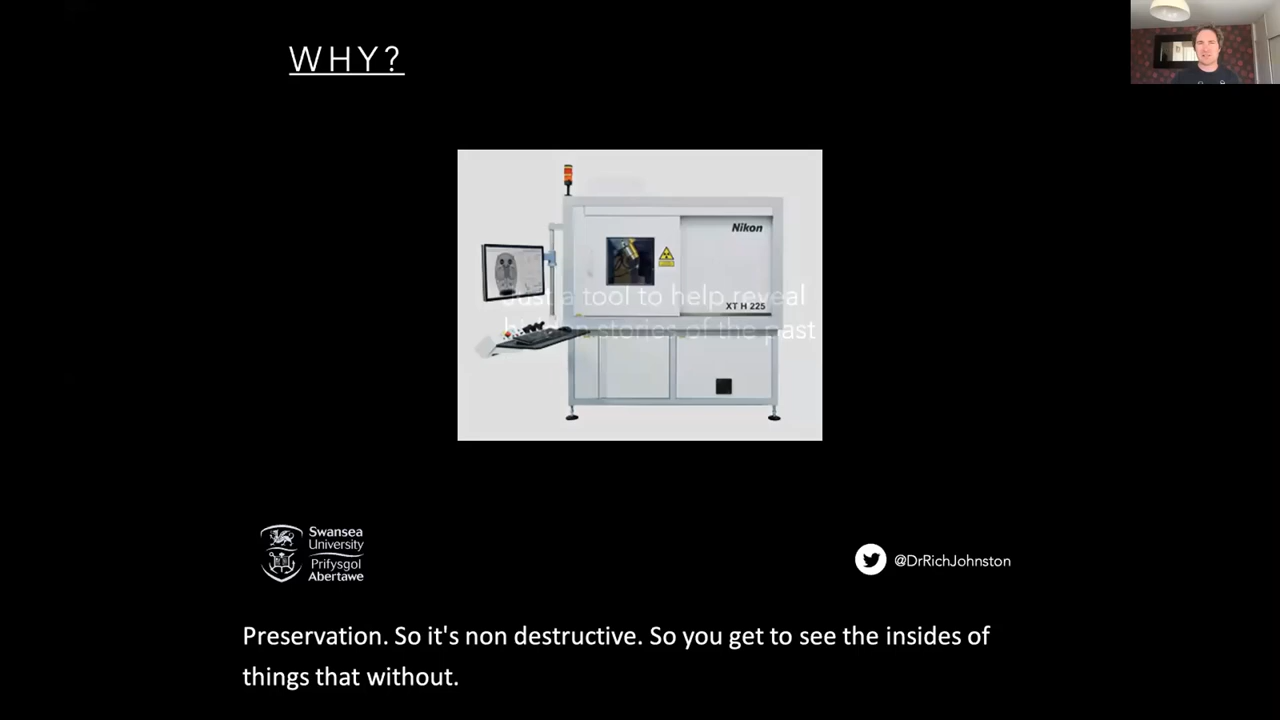 WHY?
Nikon
XT H 225
Just a tool to help reveal
hidden stories of the past
Swansea
University
Prifysgol
Abertawe
@DrRichJohnston
Preservation. So it's non destructive. So you get to see the insides of
things that without.